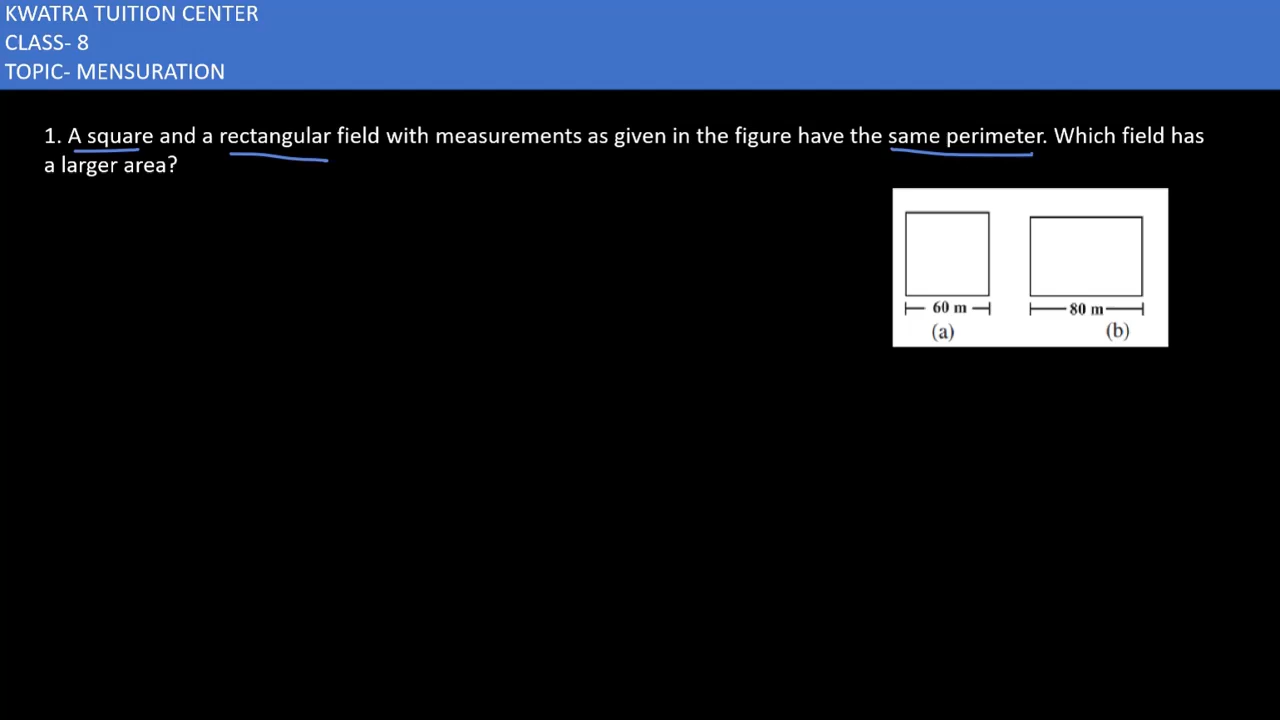 KWATRA TUITION CENTER
CLASS- 8
TOPIC- MENSURATION
1. A square and a rectangular field with measurements as given in the figure have the same perimeter. Which field has
a larger area?
60 m
80 m
(a)
(b)